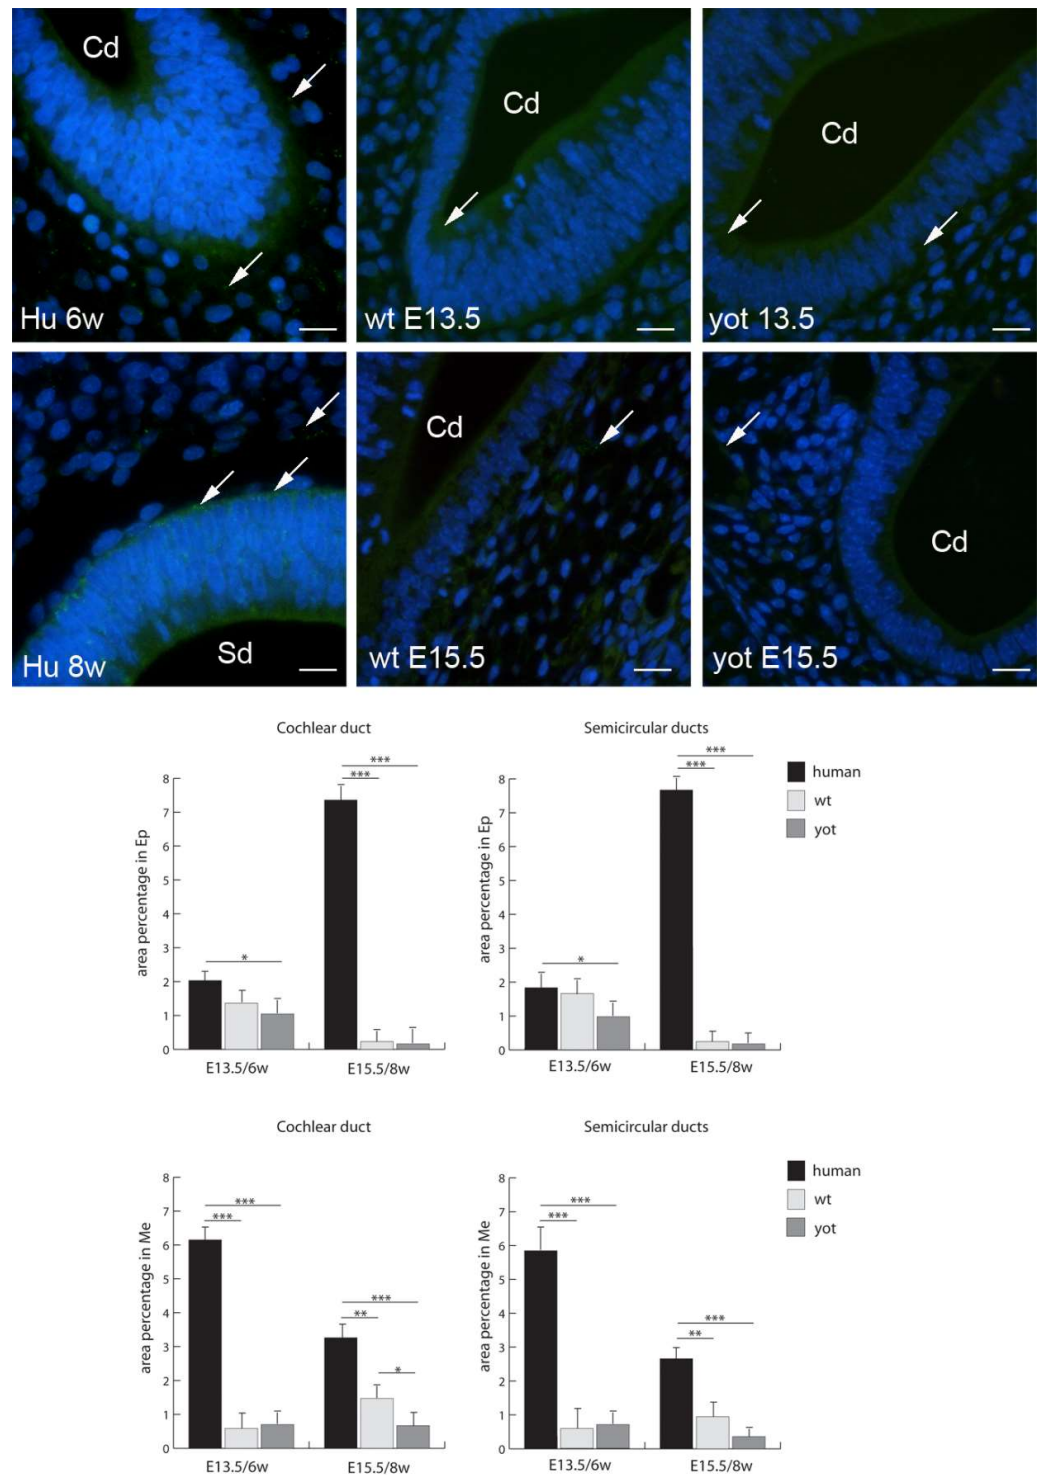 Cd
Hu 6w
Cd
wt E13.5
Cd
yot 13.5
Sd
Hu 8w
Cd
wt E15.5
Cd
yot E15.5
Cochlear duct
area percentage in Ep
8
7
6
5
4
3
2
1
0
*
***
***
E13.5/6w
E15.5/8w
Semicircular ducts
area percentage in Ep
8
7
6
5
4
3
2
1
0
*
***
***
E13.5/6w
E15.5/8w
human
wt
yot
Cochlear duct
area percentage in Me
8
7
6
5
4
3
2
1
0
***
***
***
**
*
E13.5/6w
E15.5/8w
Semicircular ducts
area percentage in Me
8
7
6
5
4
3
2
1
0
***
***
***
**
E13.5/6w
E15.5/8w
human
wt
yot